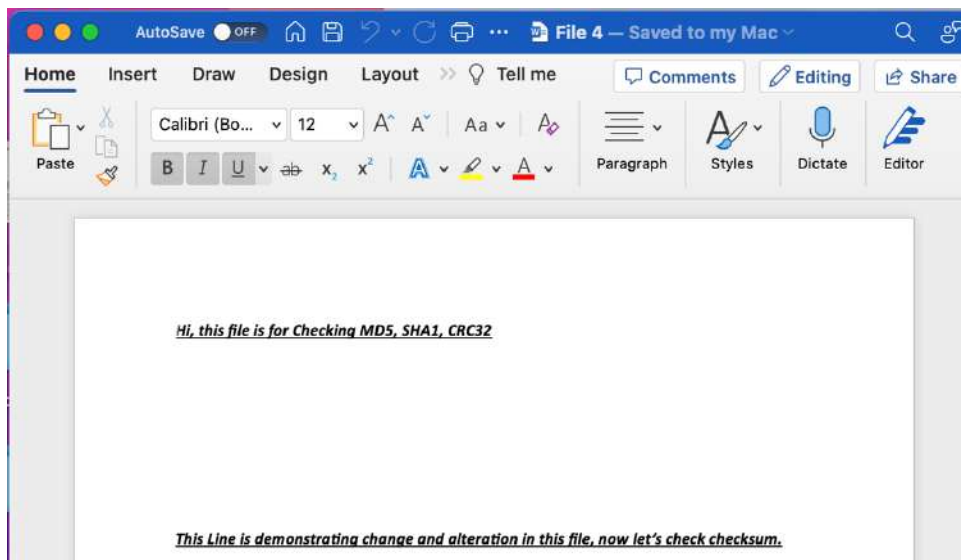 AutoSave OFF File 4 — Saved to my Mac
Home Insert Draw Design Layout Tell me Comments Editing Share
Calibri (Bo... 12 A A Aa A
Paste B I U ab x₂ x² A A Paragraph Styles Dictate Editor
Hi, this file is for Checking MD5, SHA1, CRC32
This Line is demonstrating change and alteration in this file, now let's check checksum.